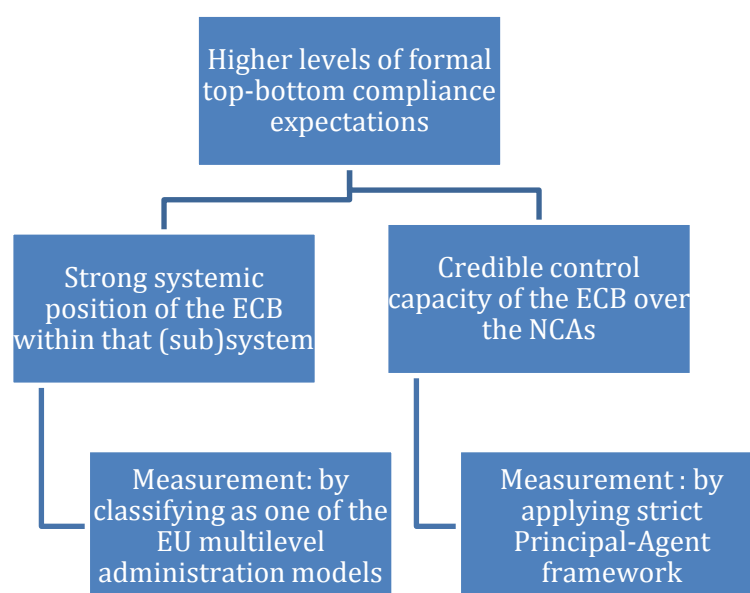 Higher levels of formal
top-bottom compliance
expectations
Strong systemic
position of the ECB
within that (sub)system
Credible control
capacity of the ECB over
the NCAs
Measurement: by
classifying as one of the
EU multilevel
administration models
Measurement : by
applying strict
Principal-Agent
framework